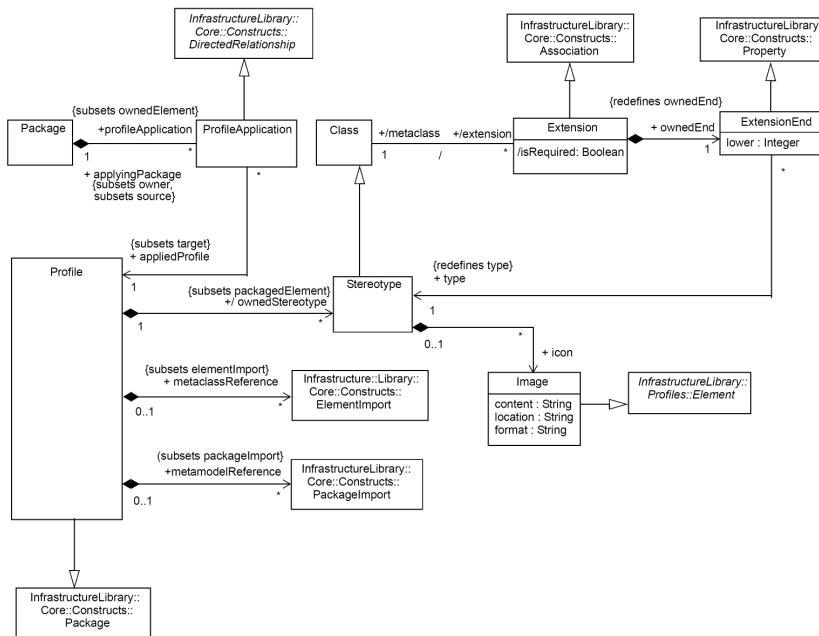 InfrastructureLibrary::
Core::Constructs::
DirectedRelationship
InfrastructureLibrary::
Core::Constructs::
Association
InfrastructureLibrary::
Core::Constructs::
Property
{subsets ownedElement}
+profileApplication
Package
1
*
ProfileApplication
+ applyingPackage
{subsets owner,
subsets source}
*
Class
+/metaclass
+/extension
1
/
*
Extension
/isRequired: Boolean
{redefines ownedEnd}
+ ownedEnd
1
ExtensionEnd
lower : Integer
*
{subsets target}
+ appliedProfile
1
Profile
{subsets packagedElement}
+/ ownedStereotype
1
*
Stereotype
{redefines type}
+ type
1
0..1
*
+ icon
{subsets elementImport}
+ metaclassReference
0..1
*
Infrastructure::Library::
Core::Constructs::
ElementImport
Image
content : String
location : String
format : String
InfrastructureLibrary::
Profiles::Element
(subsets packageImport}
+metamodelReference
0..1
*
InfrastructureLibrary::
Core::Constructs::
PackageImport
InfrastructureLibrary::
Core::Constructs::
Package